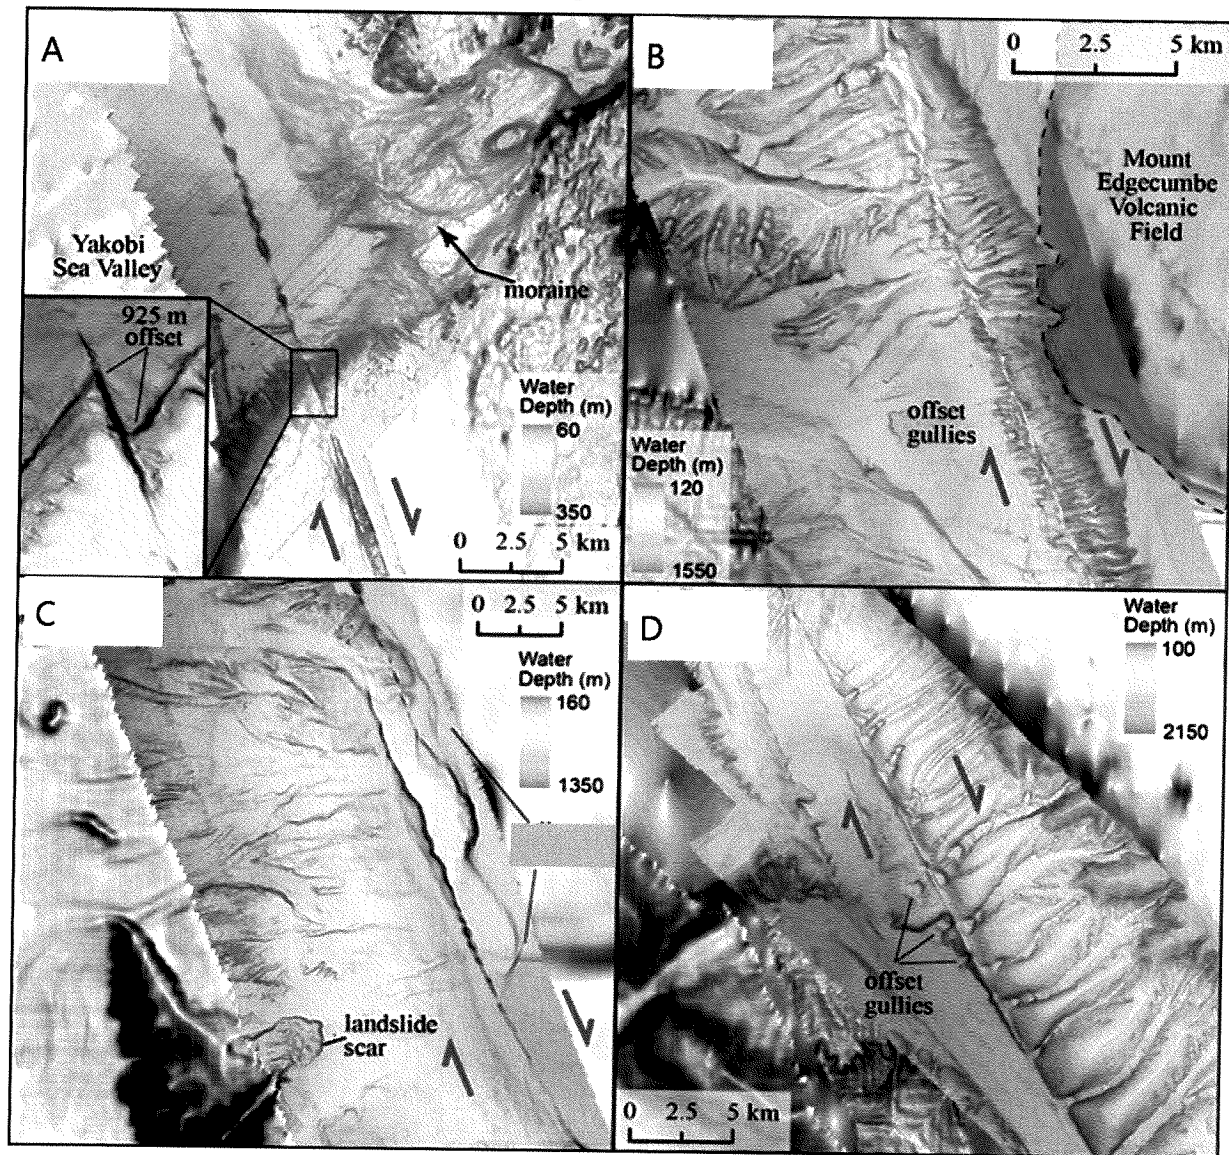 A
Yakobi
Sea Valley
moraine
925 m
offset
Water
Depth (m)
60
350
0 2.5 5 km
B
0 2.5 5 km
Mount
Edgecumbe
Volcanic
Field
offset
gullies
Water
Depth (m)
120
1550
C
0 2.5 5 km
Water
Depth (m)
160
1350
landslide
scar
D
Water
Depth (m)
100
2150
offset
gullies
0 2.5 5 km